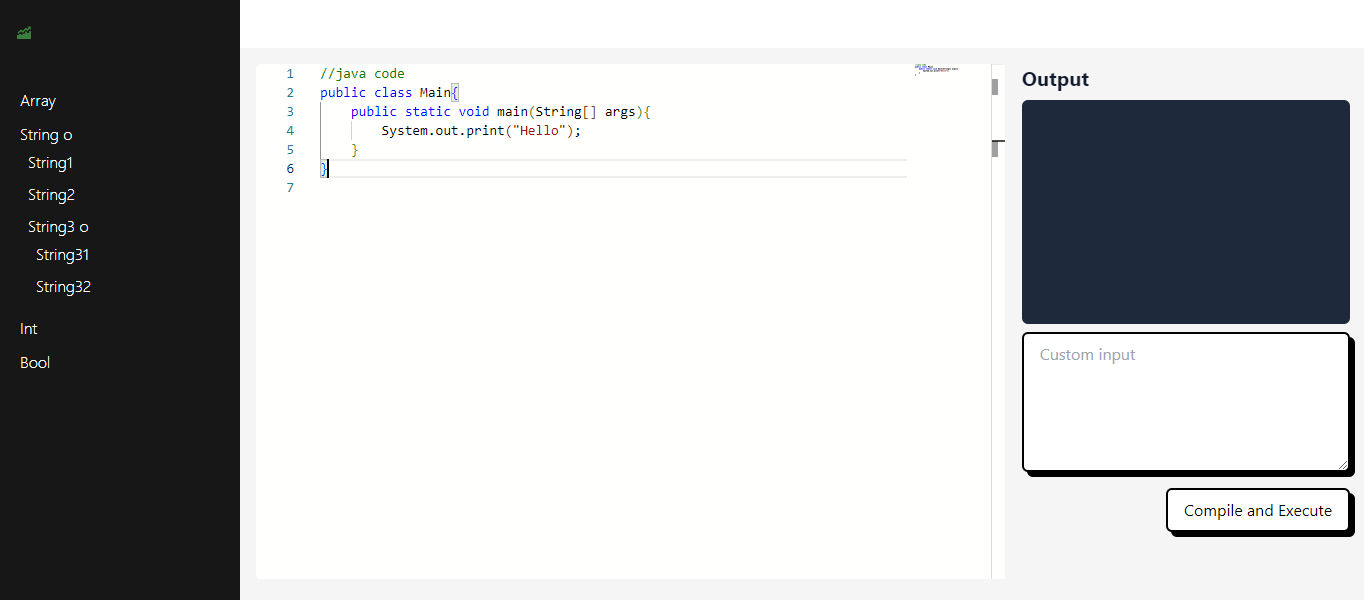 Array
String o
String1
String2
String3 o
String31
String32
Int
Bool
1 //java code
2 public class Main{
3     public static void main(String[] args){
4         System.out.print("Hello");
5     }
6 }
7
Output
Custom input
Compile and Execute